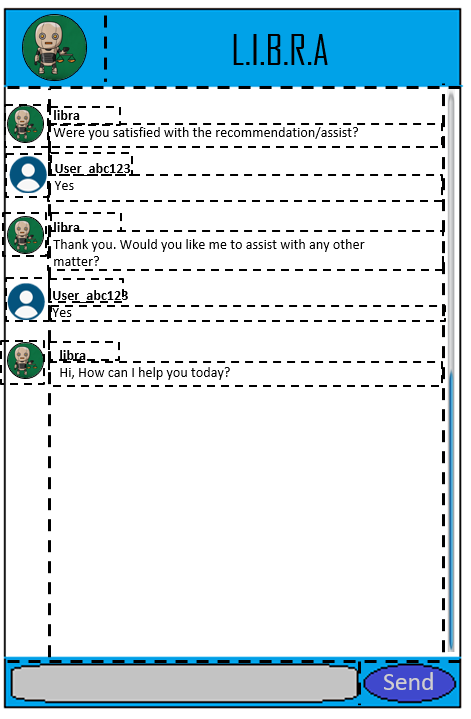 L.I.B.R.A
libra
Were you satisfied with the recommendation/assist?
User_abc123
Yes
libra
Thank you. Would you like me to assist with any other
matter?
User_abc123
Yes
libra
Hi, How can I help you today?
Send